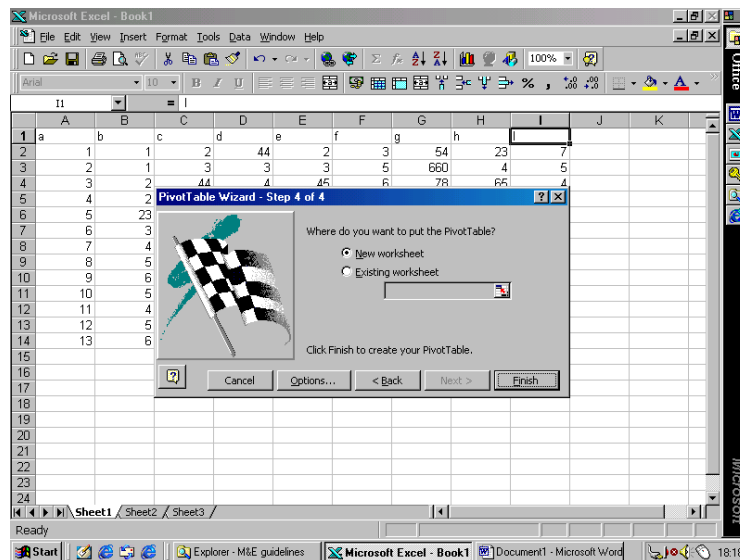 Microsoft Excel - Book1
File Edit View Insert Format Tools Data Window Help
100%
Arial 10 B I U % ,
I1 = l
A B C D E F G H I J K
1 a b c d e f g h l
2 1 1 2 44 2 3 54 23 7
3 2 1 3 3 3 5 660 4 5
4 3 2 44 4 45 6 78 65 4
5 4 2
6 5 23
7 6 3
8 7 4
9 8 5
10 9 6
11 10 5
12 11 4
13 12 5
14 13 6
15
16
17
18
19
20
21
22
23
24
PivotTable Wizard - Step 4 of 4
Where do you want to put the PivotTable?
New worksheet
Existing worksheet
Click Finish to create your PivotTable.
Cancel Options... < Back Next > Finish
Sheet1 Sheet2 Sheet3
Ready
Office
Microsoft
Start Explorer - M&E guidelines Microsoft Excel - Book1 Document1 - Microsoft Word 18:18